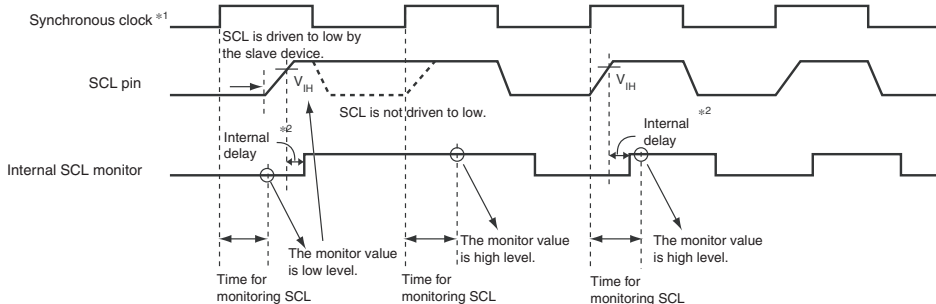 Synchronous clock *1
SCL is driven to low by
the slave device.
SCL pin
VIH
VIH
SCL is not driven to low.
Internal *2
delay
Internal *2
delay
Internal SCL monitor
The monitor value
is low level.
The monitor value
is high level.
The monitor value
is high level.
Time for
monitoring SCL
Time for
monitoring SCL
Time for
monitoring SCL